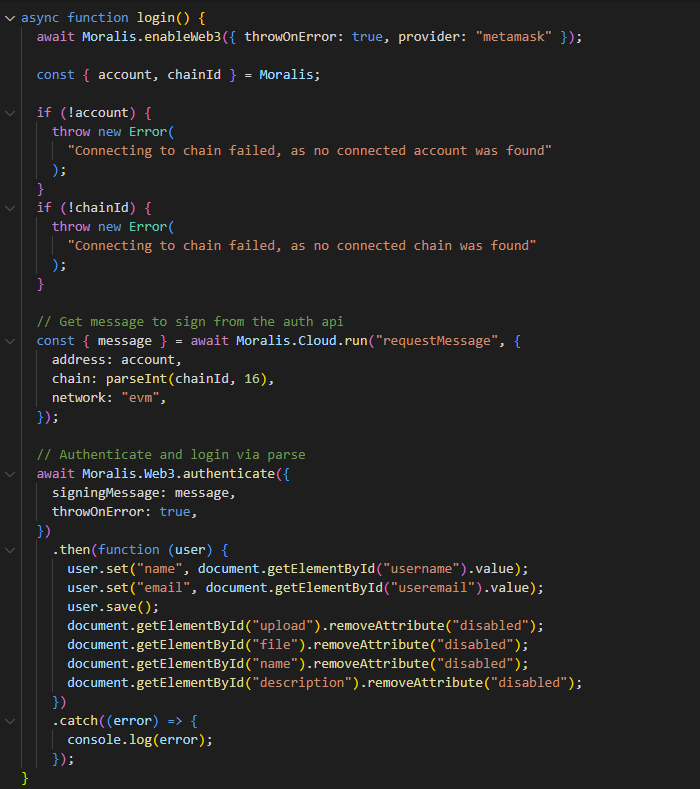 async function login() {
  await Moralis.enableWeb3({ throwOnError: true, provider: "metamask" });
  const { account, chainId } = Moralis;
  if (!account) {
    throw new Error(
      "Connecting to chain failed, as no connected account was found"
    );
  }
  if (!chainId) {
    throw new Error(
      "Connecting to chain failed, as no connected chain was found"
    );
  }
  // Get message to sign from the auth api
  const { message } = await Moralis.Cloud.run("requestMessage", {
    address: account,
    chain: parseInt(chainId, 16),
    network: "evm",
  });
  // Authenticate and login via parse
  await Moralis.Web3.authenticate({
    signingMessage: message,
    throwOnError: true,
  })
    .then(function (user) {
      user.set("name", document.getElementById("username").value);
      user.set("email", document.getElementById("useremail").value);
      user.save();
      document.getElementById("upload").removeAttribute("disabled");
      document.getElementById("file").removeAttribute("disabled");
      document.getElementById("name").removeAttribute("disabled");
      document.getElementById("description").removeAttribute("disabled");
    })
    .catch((error) => {
      console.log(error);
    });
}